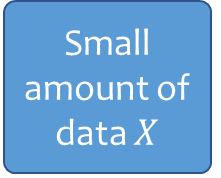 Small
amount of
data X